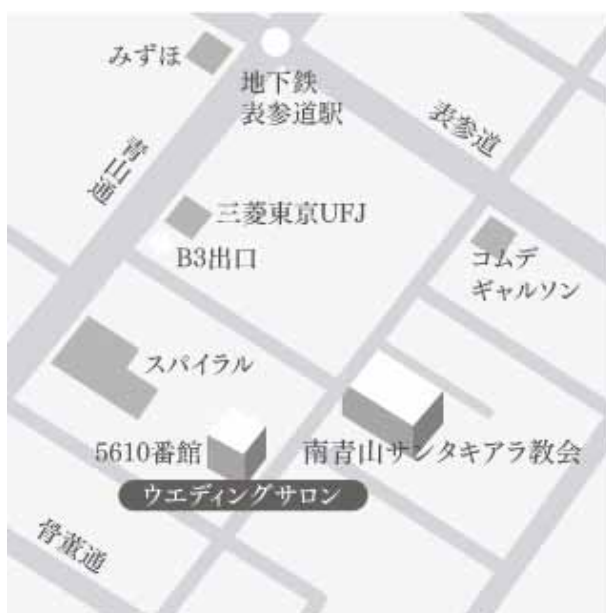 みずほ
地下鉄
表参道駅
表参道
青山通
三菱東京UFJ
B3出口
コムデ
ギャルソン
スパイラル
5610番館
南青山サンタキアラ教会
ウエディングサロン
骨董通